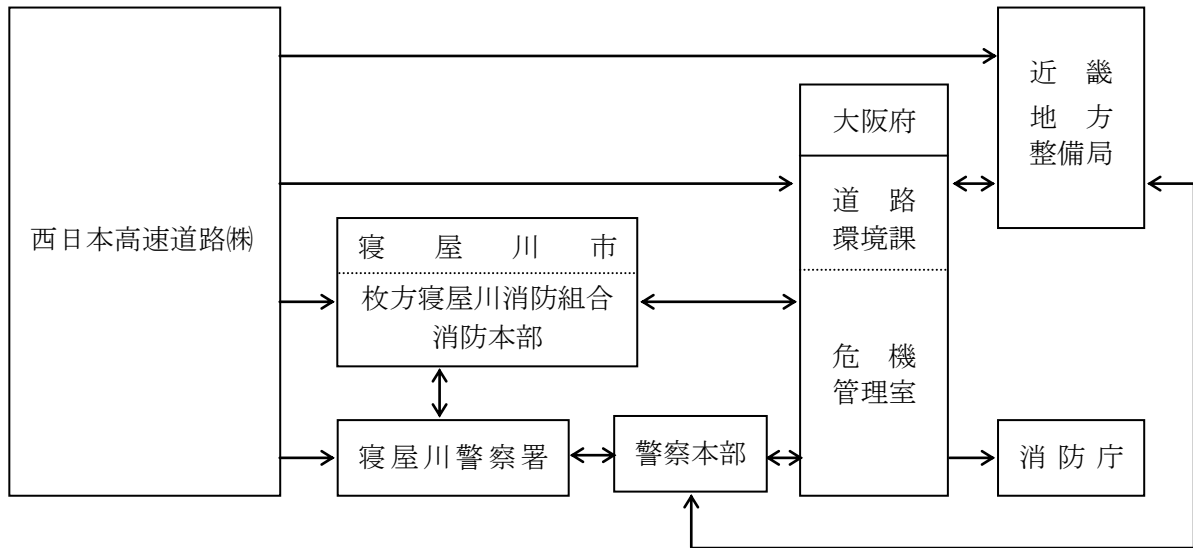 西日本高速道路㈱
寝屋川市
枚方寝屋川消防組合
消防本部
寝屋川警察署
警察本部
大阪府
道路
環境課
危機
管理室
近畿
地方
整備局
消防庁